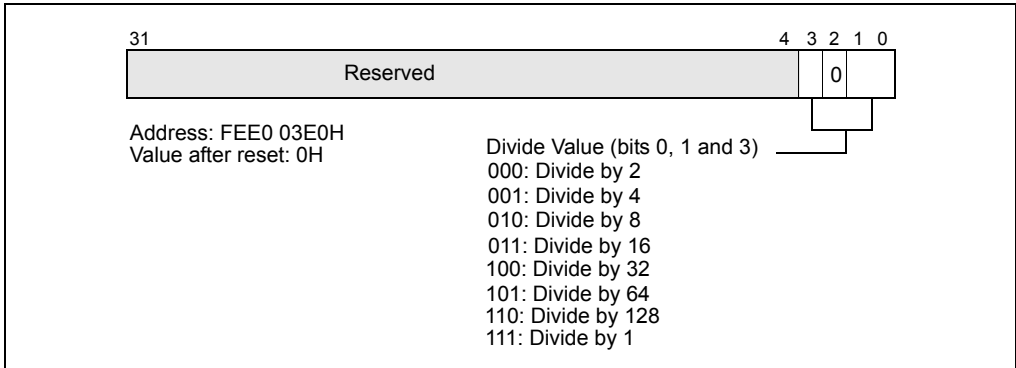 31 4 3 2 1 0
Reserved 0
Address: FEE0 03E0H
Value after reset: 0H
Divide Value (bits 0, 1 and 3)
000: Divide by 2
001: Divide by 4
010: Divide by 8
011: Divide by 16
100: Divide by 32
101: Divide by 64
110: Divide by 128
111: Divide by 1